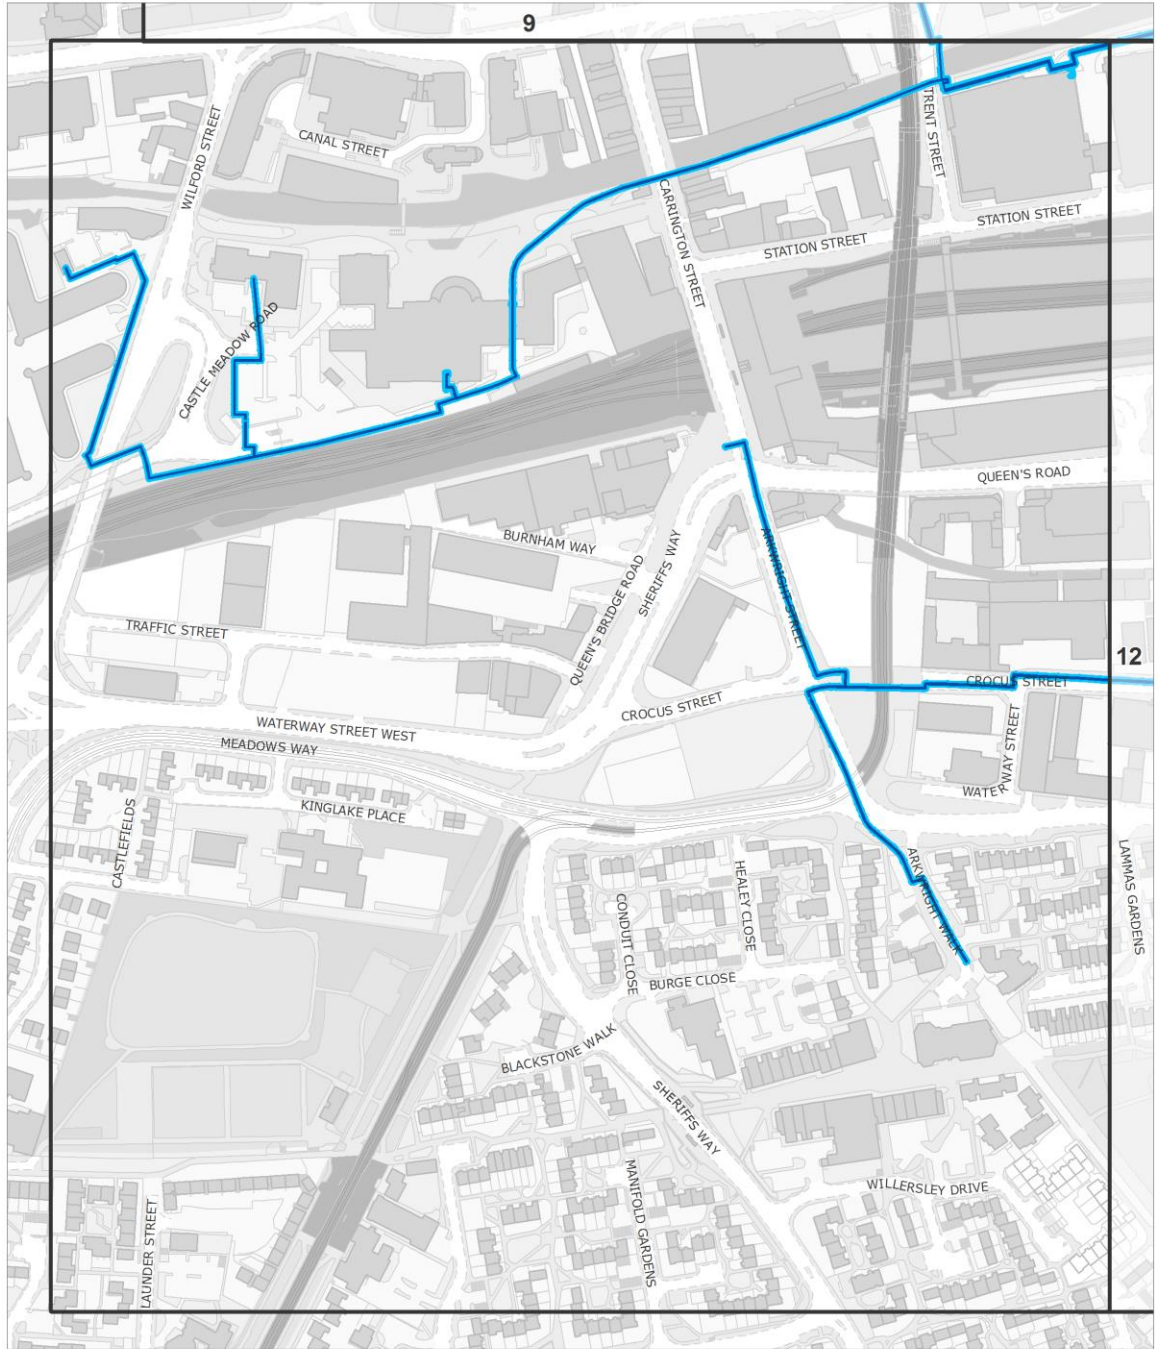 9
WILFORD STREET
CANAL STREET
TRENT STREET
CARRINGTON STREET
STATION STREET
STATION STREET
CASTLE MEADOW ROAD
QUEEN'S ROAD
BURNHAM WAY
ARKWRIGHT STREET
SHERIFFS WAY
QUEEN'S BRIDGE ROAD
TRAFFIC STREET
12
CROCUS STREET
CROCUS STREET
WATERWAY STREET WEST
MEADOWS WAY
WATERWAY STREET
KINGLAKE PLACE
CASTLEFIELDS
HEALEY CLOSE
ARKWRIGHT WALK
LAMMAS GARDENS
CONDUIT CLOSE
BURGE CLOSE
BLACKSTONE WALK
SHERIFFS WAY
MANIFOLD GARDENS
WILLERSLEY DRIVE
LAUNDER STREET